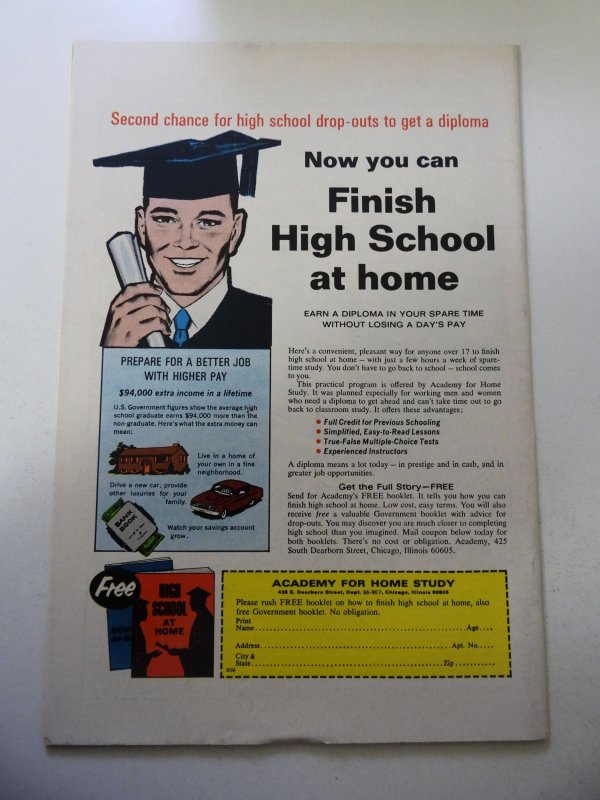 Second chance for high school drop-outs to get a diploma
Now you can
Finish
High School
at home
EARN A DIPLOMA IN YOUR SPARE TIME
WITHOUT LOSING A DAY'S PAY
PREPARE FOR A BETTER JOB
WITH HIGHER PAY
$94,000 extra income in a lifetime
U.S. Government figures show the average high
school graduate earns $94,000 more than the
non-graduate. Here's what the extra money can
mean:
Live in a home of
your own in a fine
neighborhood.
Drive a new car, provide
other luxuries for your
family.
BANK
BOOK
Watch your savings account
grow.
Here's a convenient, pleasant way for anyone over 17 to finish
high school at home — with just a few hours a week of spare-
time study. You don't have to go back to school — school comes
to you.
This practical program is offered by Academy for Home
Study. It was planned especially for working men and women
who need a diploma to get ahead and can't take time out to go
back to classroom study. It offers these advantages:
• Full Credit for Previous Schooling
• Simplified, Easy-to-Read Lessons
• True-False Multiple-Choice Tests
• Experienced Instructors
A diploma means a lot today — in prestige and in cash, and in
greater job opportunities.
Get the Full Story—FREE
Send for Academy's FREE booklet. It tells you how you can
finish high school at home. Low cost, easy terms. You will also
receive free a valuable Government booklet with advice for
drop-outs. You may discover you are much closer to completing
high school than you imagined. Mail coupon below today for
both booklets. There's no cost or obligation. Academy, 425
South Dearborn Street, Chicago, Illinois 60605.
Free
HIGH
SCHOOL
AT
HOME
ACADEMY FOR HOME STUDY
425 S. Dearborn Street, Dept. 66-907, Chicago, Illinois 60605
Please rush FREE booklet on how to finish high school at home, also
free Government booklet. No obligation.
Print
Name Age
Address Apt. No.
City &
State Zip